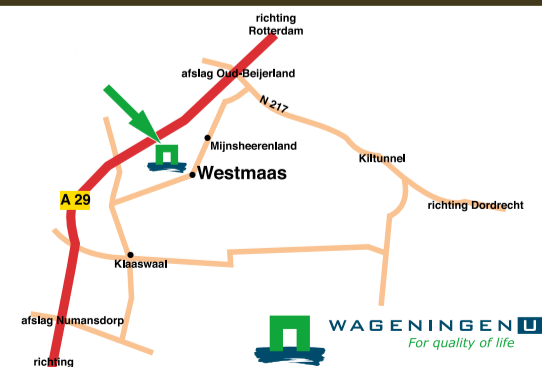 richting
Rotterdam
afslag Oud-Beijerland
N 217
Mijnsheerenland
Kiltunnel
Westmaas
A 29
richting Dordrecht
Klaaswaal
afslag Numansdorp
WAGENINGEN U
For quality of life
richting